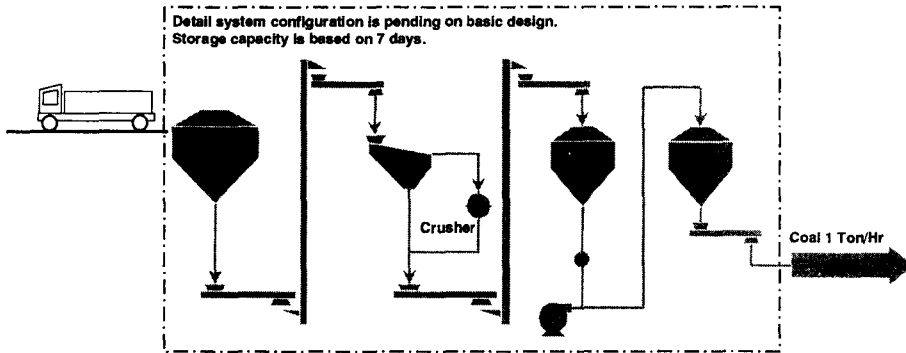 Detail system configuration is pending on basic design.
Storage capacity is based on 7 days.
Crusher
Coal 1 Ton/Hr